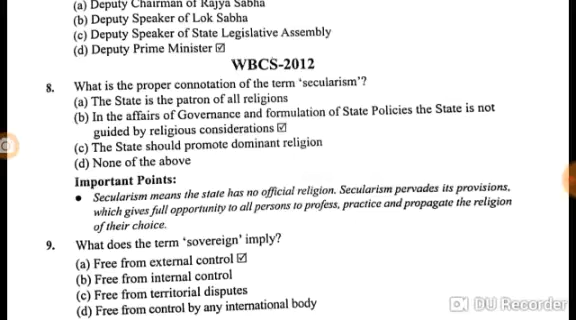 (a) Deputy Chairman of Rajya Sabha
(b) Deputy Speaker of Lok Sabha
(c) Deputy Speaker of State Legislative Assembly
(d) Deputy Prime Minister ☑
WBCS-2012
8. What is the proper connotation of the term 'secularism'?
(a) The State is the patron of all religions
(b) In the affairs of Governance and formulation of State Policies the State is not
guided by religious considerations ☑
(c) The State should promote dominant religion
(d) None of the above
Important Points:
• Secularism means the state has no official religion. Secularism pervades its provisions,
which gives full opportunity to all persons to profess, practice and propagate the religion
of their choice.
9. What does the term 'sovereign' imply?
(a) Free from external control ☑
(b) Free from internal control
(c) Free from territorial disputes
(d) Free from control by any international body
DU Recorder